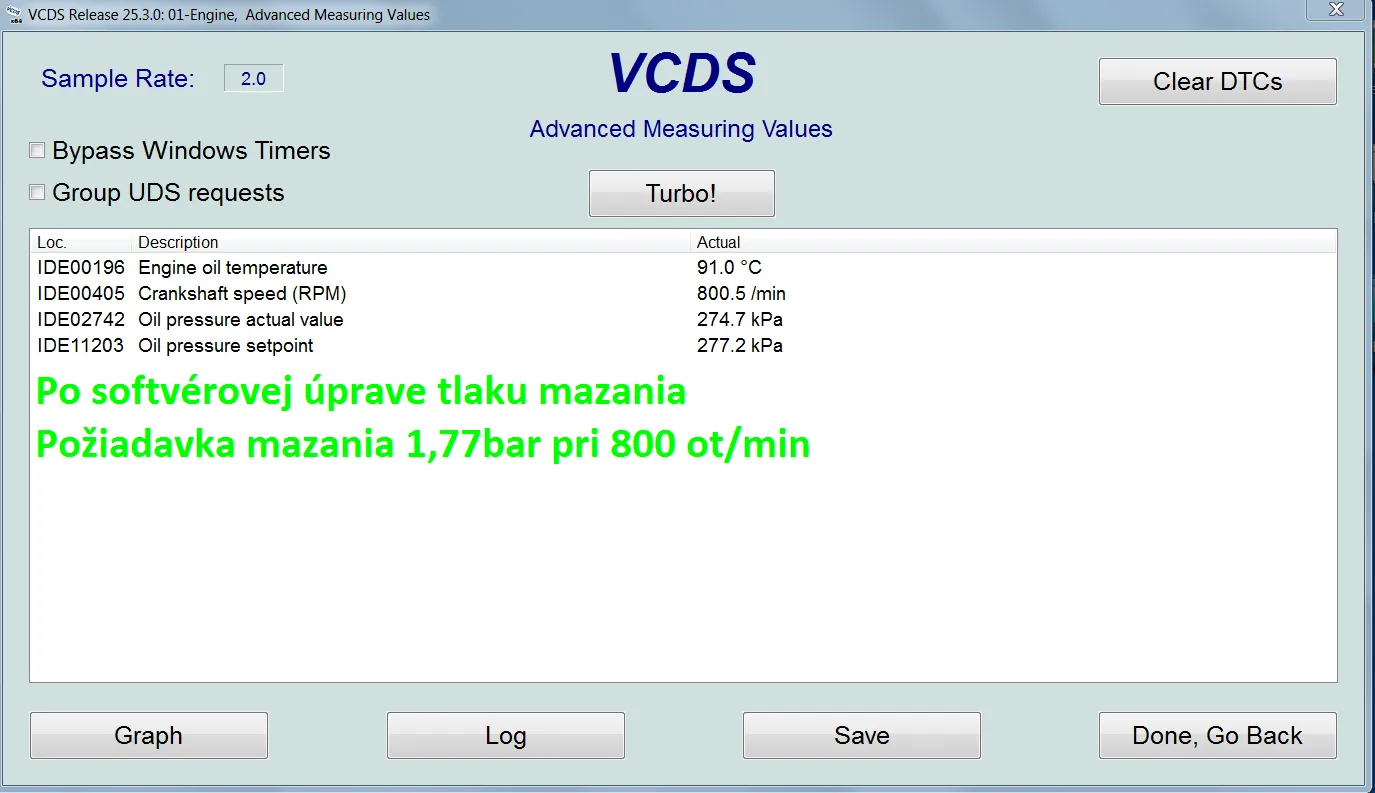 VCDS Release 25.3.0: 01-Engine, Advanced Measuring Values
Sample Rate: 2.0
VCDS
Clear DTCs
Advanced Measuring Values
Bypass Windows Timers
Group UDS requests
Turbo!
Loc. Description Actual
IDE00196 Engine oil temperature 91.0 °C
IDE00405 Crankshaft speed (RPM) 800.5 /min
IDE02742 Oil pressure actual value 274.7 kPa
IDE11203 Oil pressure setpoint 277.2 kPa
Po softvérovej úprave tlaku mazania
Požiadavka mazania 1,77bar pri 800 ot/min
Graph Log Save Done, Go Back